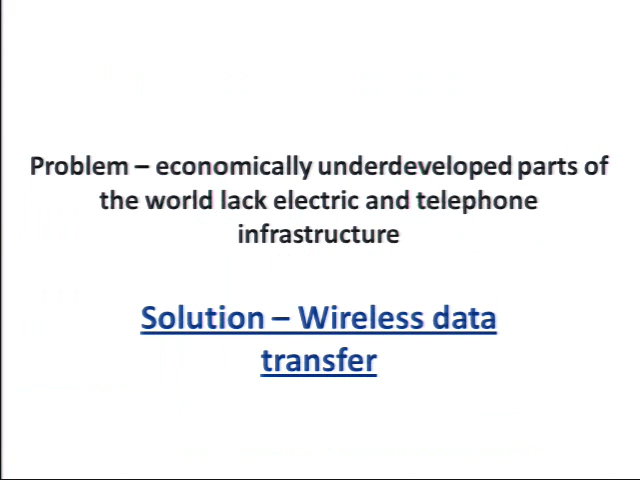 Problem – economically underdeveloped parts of
the world lack electric and telephone
infrastructure
Solution – Wireless data
transfer